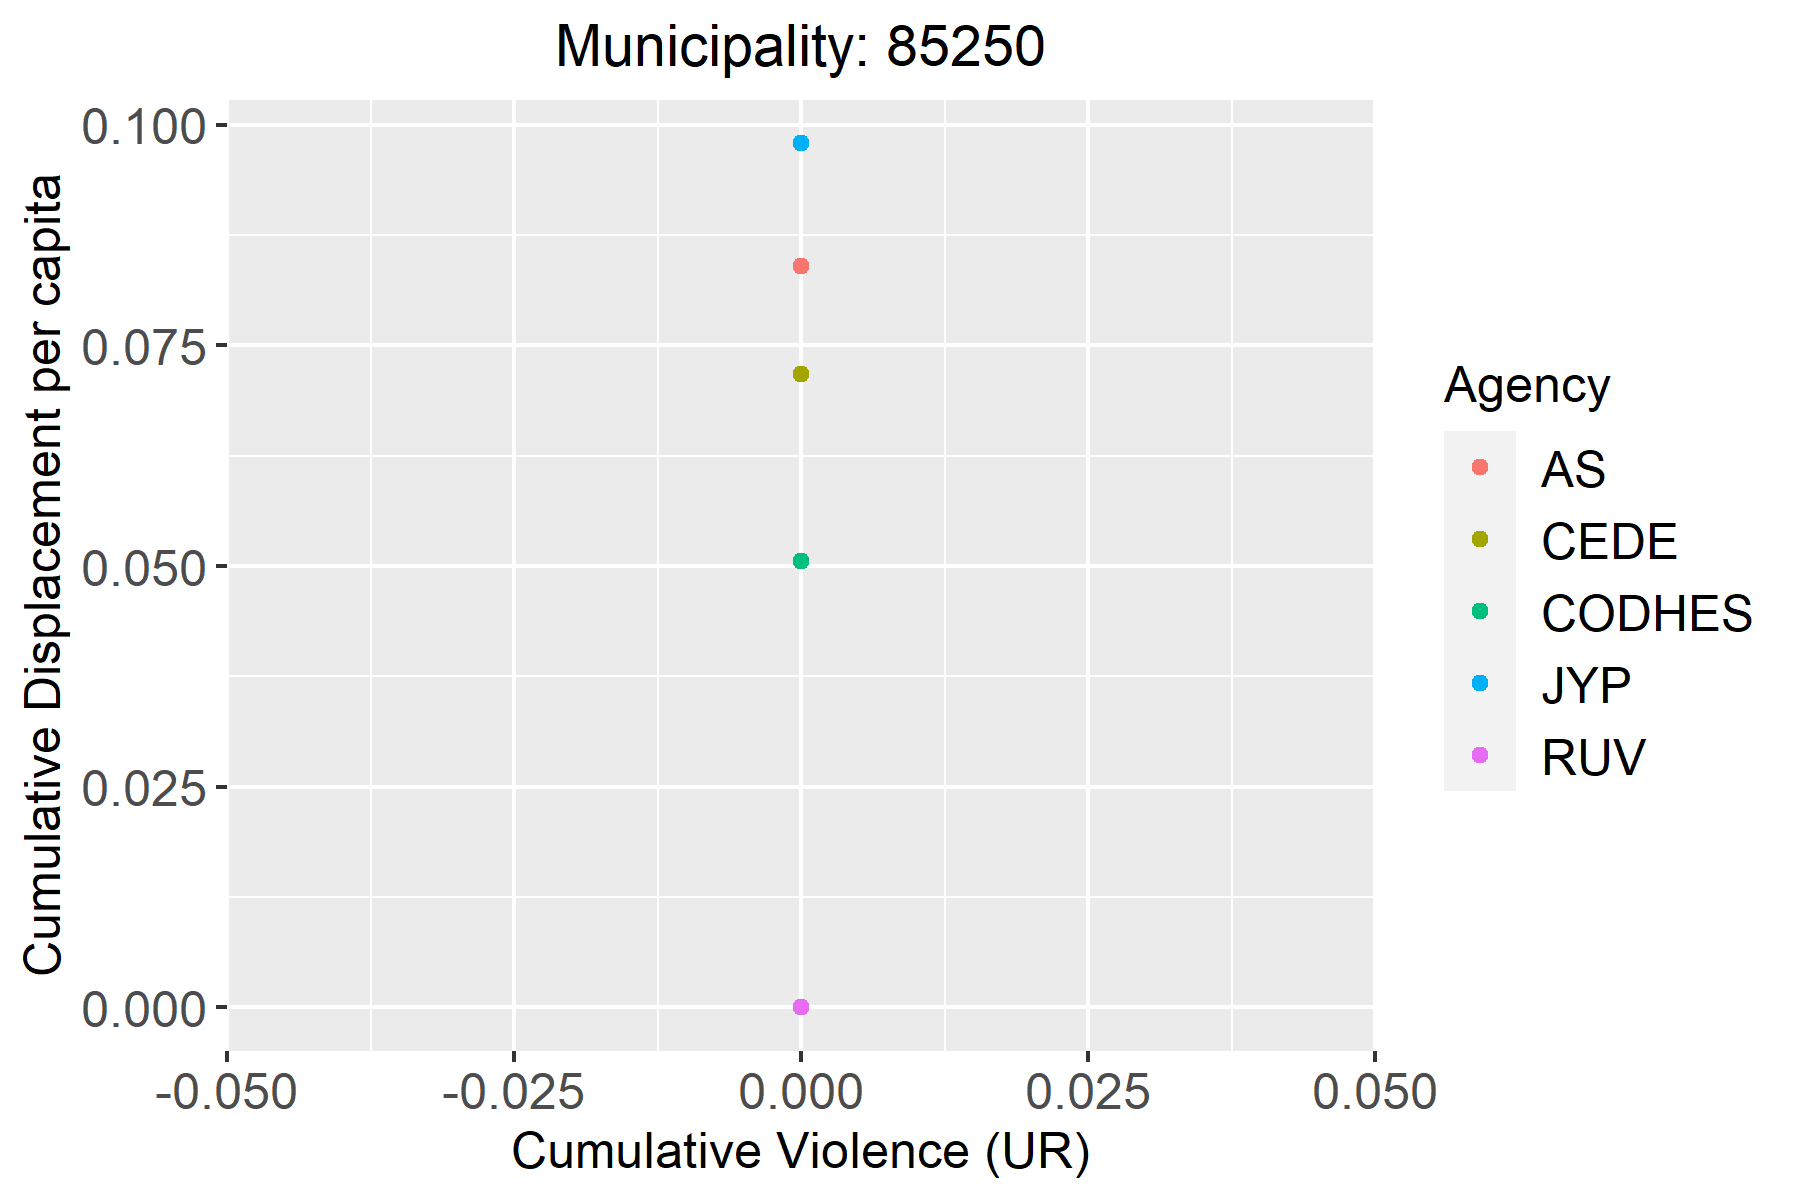 Municipality: 85250
Cumulative Displacement per capita
0.100
0.075
0.050
0.025
0.000
-0.050
-0.025
0.000
0.025
0.050
Cumulative Violence (UR)
Agency
AS
CEDE
CODHES
JYP
RUV